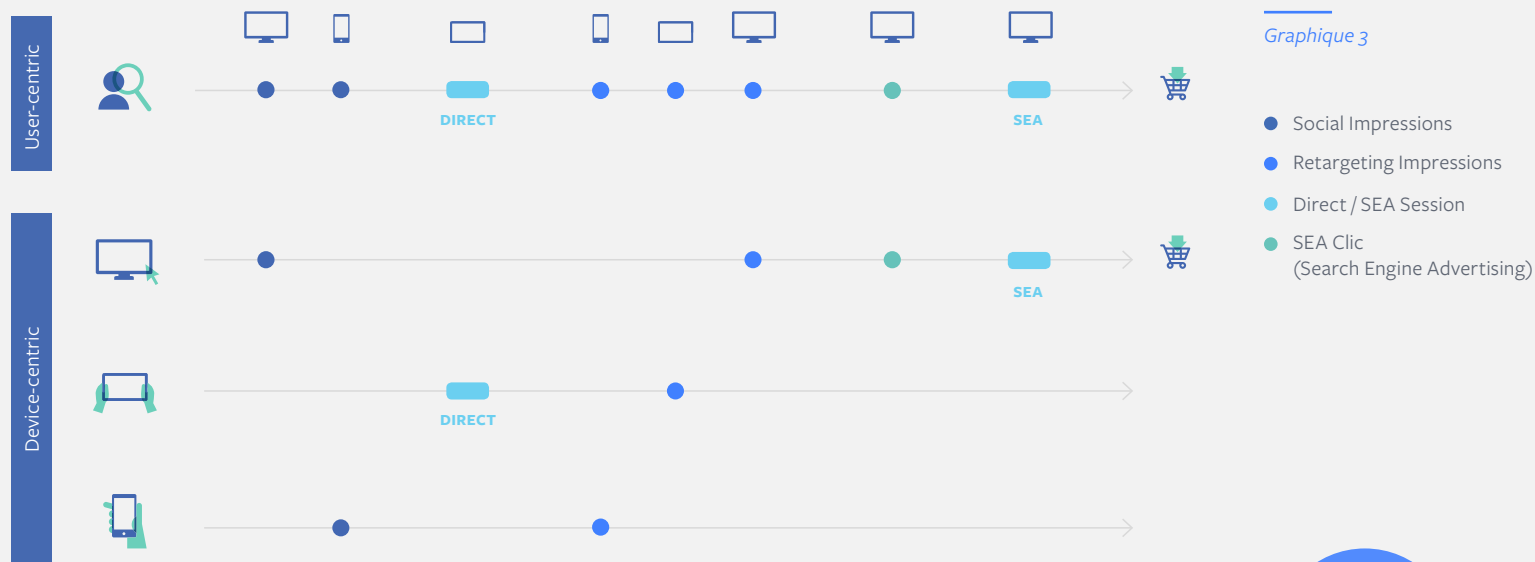 User-centric
DIRECT
SEA
Graphique 3
Social Impressions
Retargeting Impressions
Direct / SEA Session
SEA Clic
(Search Engine Advertising)
Device-centric
SEA
DIRECT